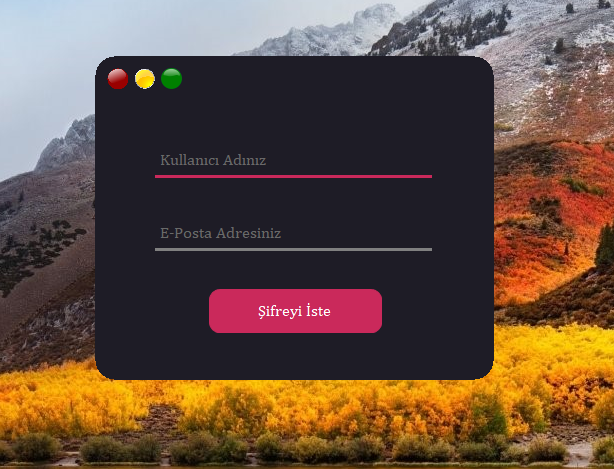 Kullanıcı Adınız
E-Posta Adresiniz
Şifreyi İste